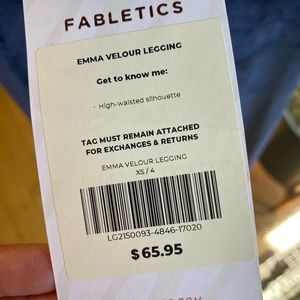 FABLETICS
EMMA VELOUR LEGGING
Get to know me:
· High-waisted silhouette
TAG MUST REMAIN ATTACHED
FOR EXCHANGES & RETURNS
EMMA VELOUR LEGGING
XS / 4
LG2150093-4846-17020
$65.95